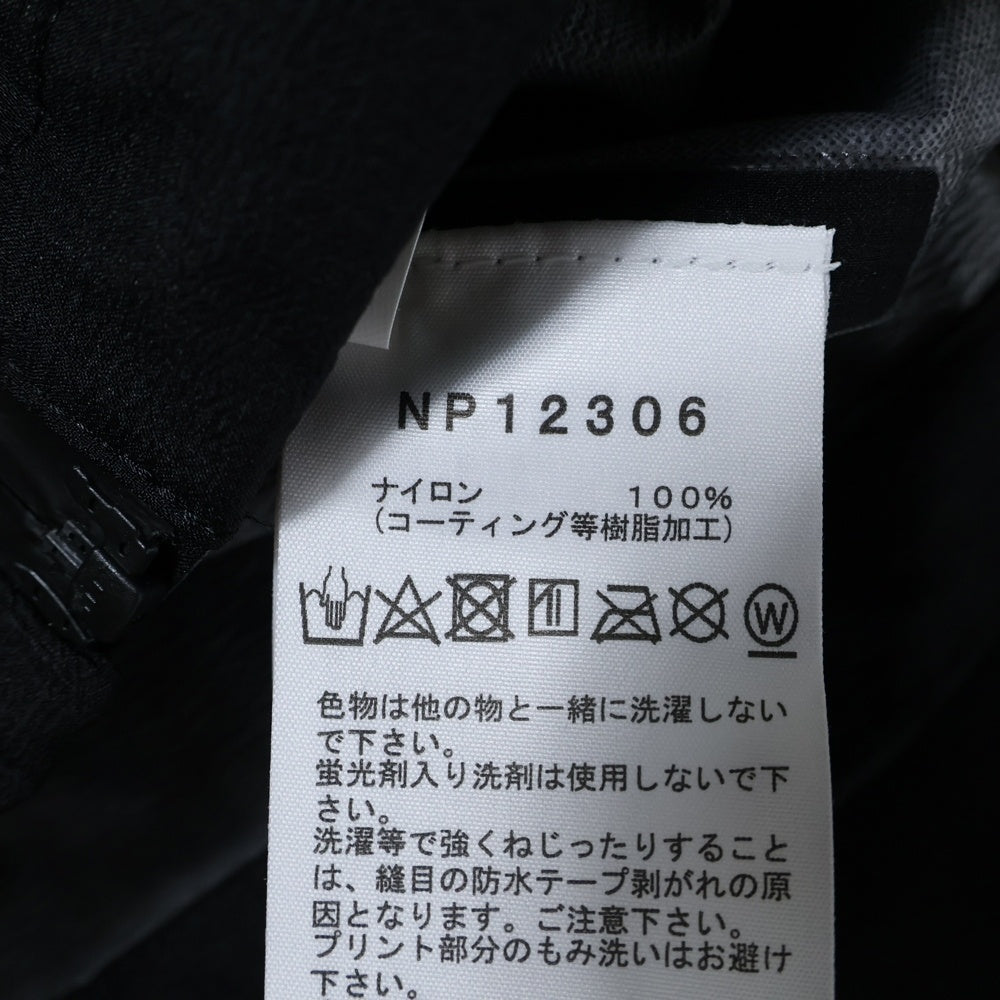 NP12306
ナイロン 100%
(コーティング等樹脂加工)
W
色物は他の物と一緒に洗濯しない
で下さい。
蛍光剤入り洗剤は使用しないで下
さい。
洗濯等で強くねじったりすること
は、縫目の防水テープ剥がれの原
因となります。ご注意下さい。
プリント部分のもみ洗いはお避け
下さい。